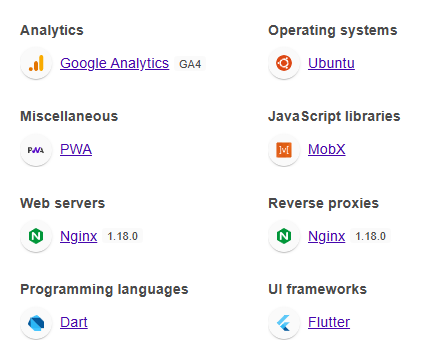 Analytics
Google Analytics GA4
Operating systems
Ubuntu
Miscellaneous
PWA PWA
JavaScript libraries
MobX
Web servers
Nginx 1.18.0
Reverse proxies
Nginx 1.18.0
Programming languages
Dart
UI frameworks
Flutter